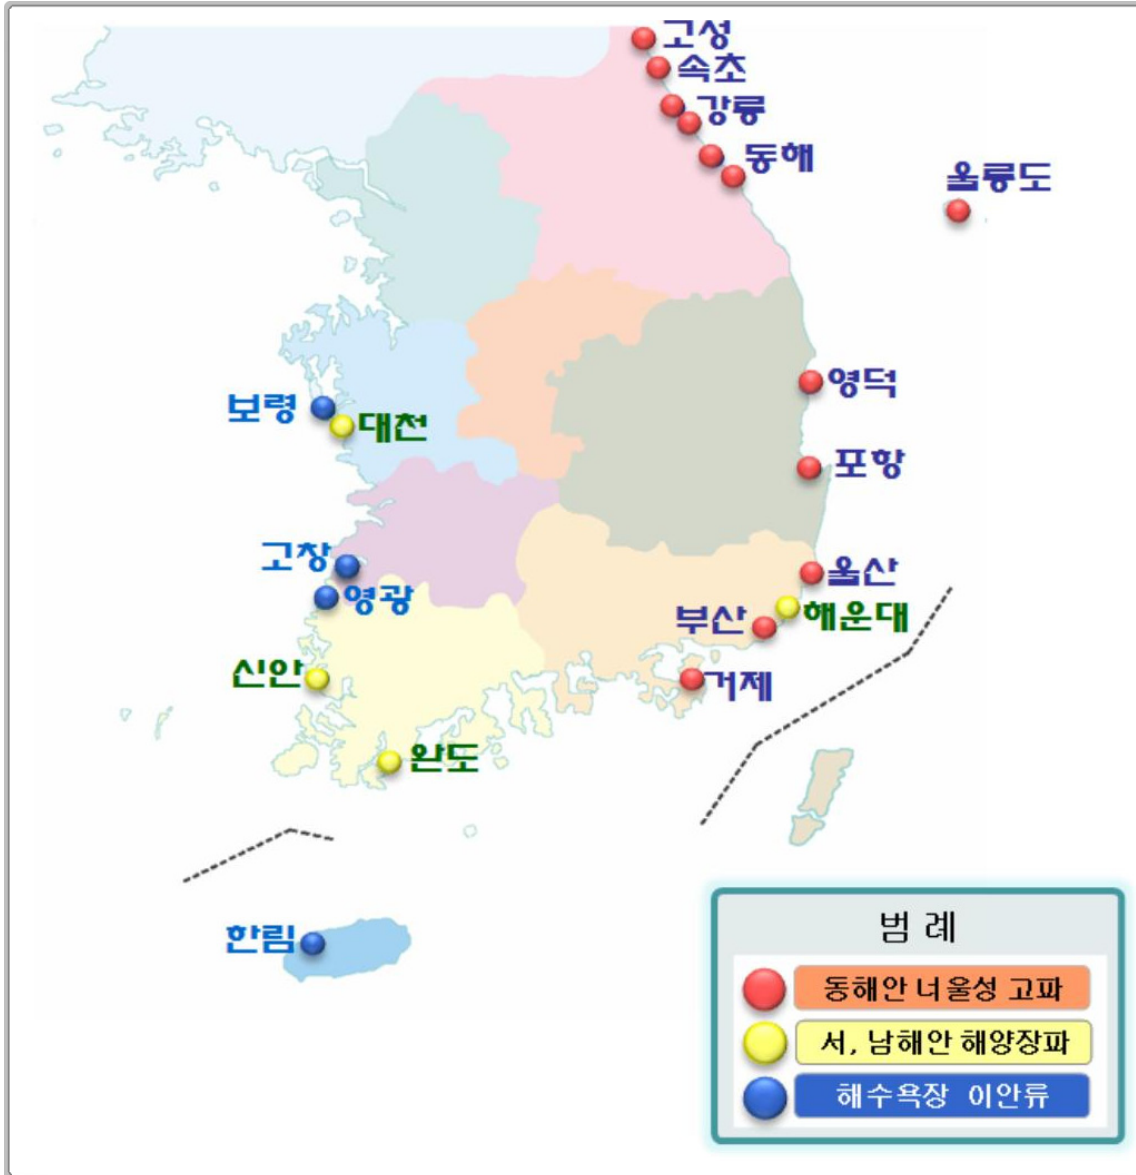 고성
속초
강릉
동해
울릉도
영덕
보령
대천
포항
고창
울산
영광
해운대
부산
신안
거제
완도
한림
범 례
동해안 너울성 고파
서, 남해안 해양장파
해수욕장 이안류